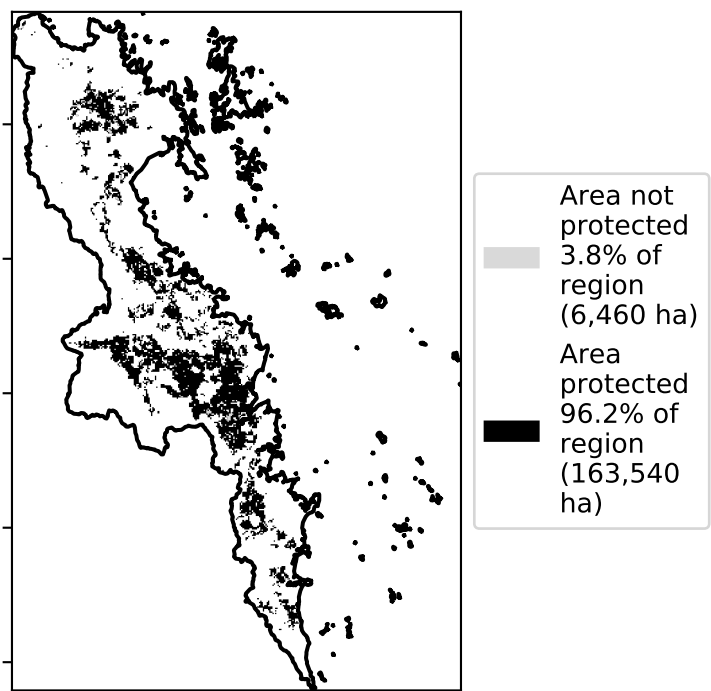 Area not
protected
3.8% of
region
(6,460 ha)
Area
protected
96.2% of
region
(163,540
ha)